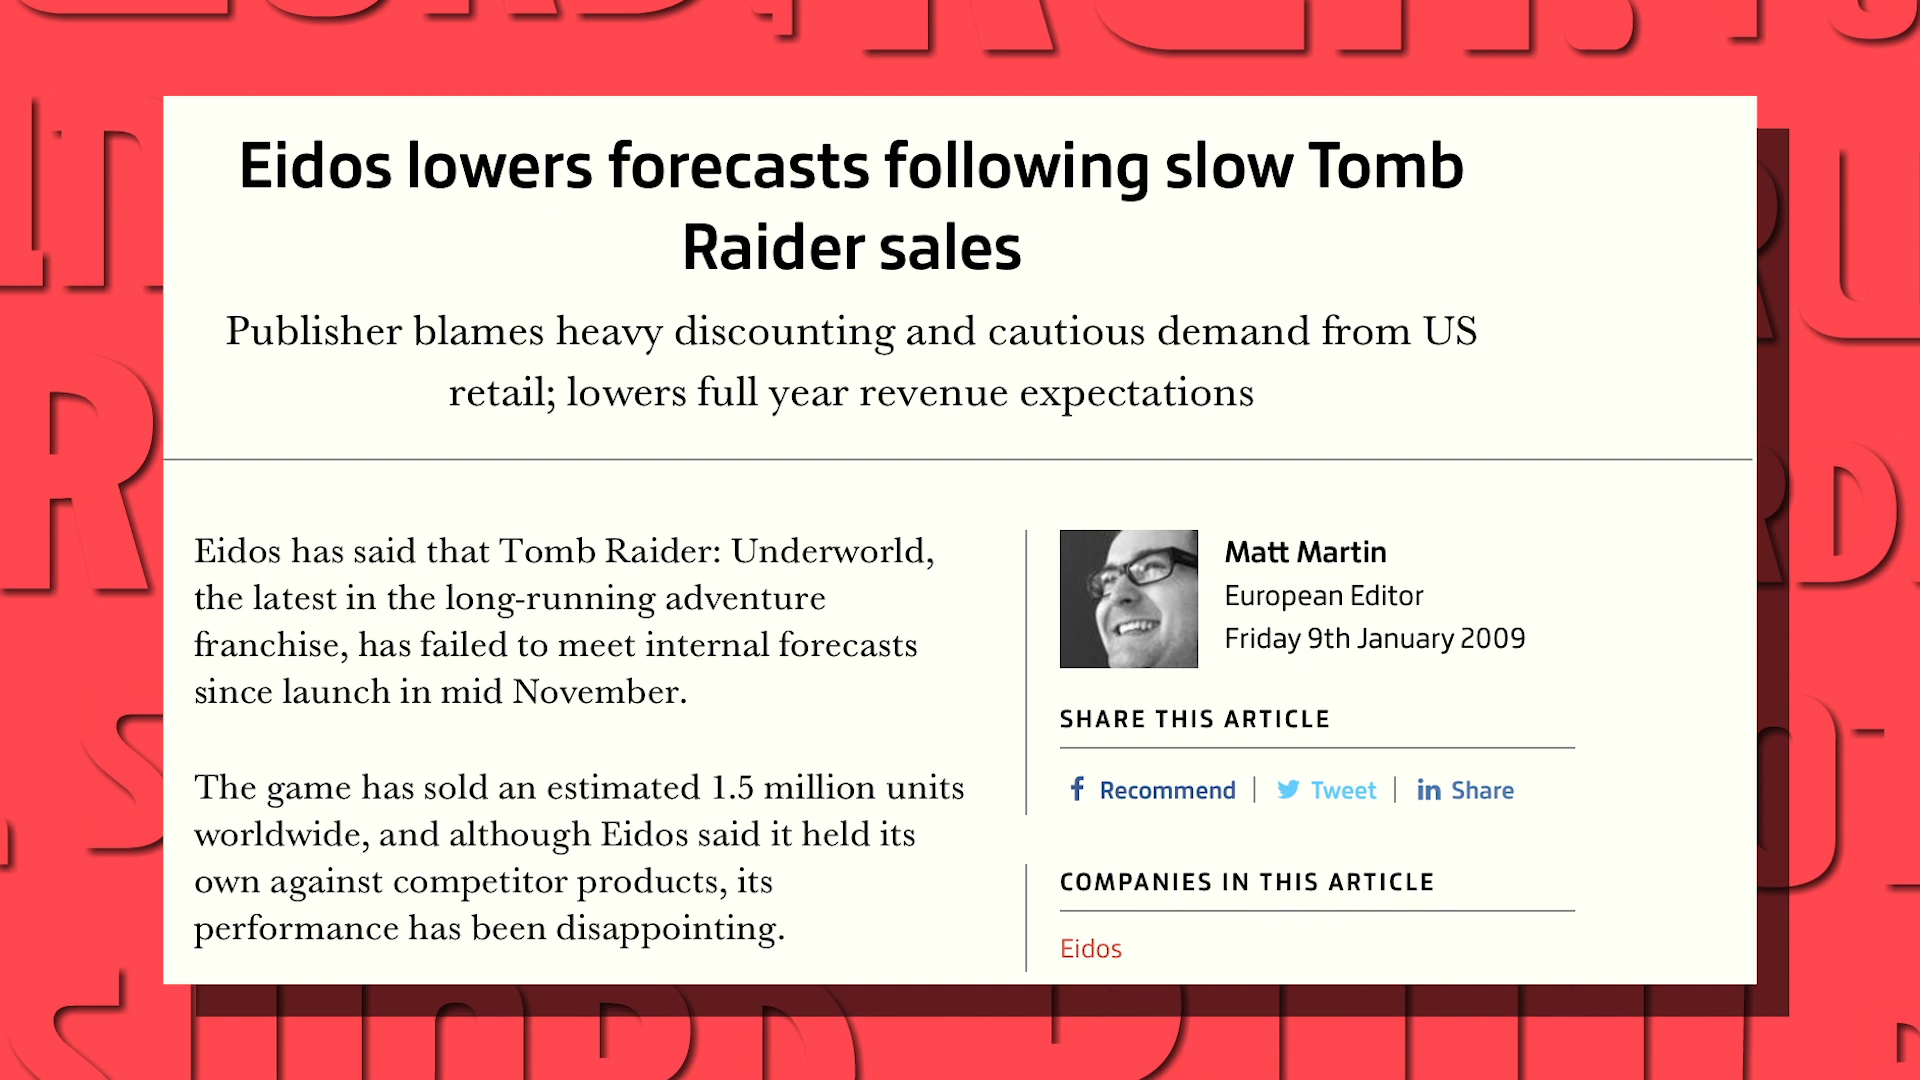 Eidos lowers forecasts following slow Tomb
Raider sales
Publisher blames heavy discounting and cautious demand from US
retail; lowers full year revenue expectations
Eidos has said that Tomb Raider: Underworld,
the latest in the long-running adventure
franchise, has failed to meet internal forecasts
since launch in mid November.
The game has sold an estimated 1.5 million units
worldwide, and although Eidos said it held its
own against competitor products, its
performance has been disappointing.
Matt Martin
European Editor
Friday 9th January 2009
SHARE THIS ARTICLE
Recommend | Tweet | Share
COMPANIES IN THIS ARTICLE
Eidos